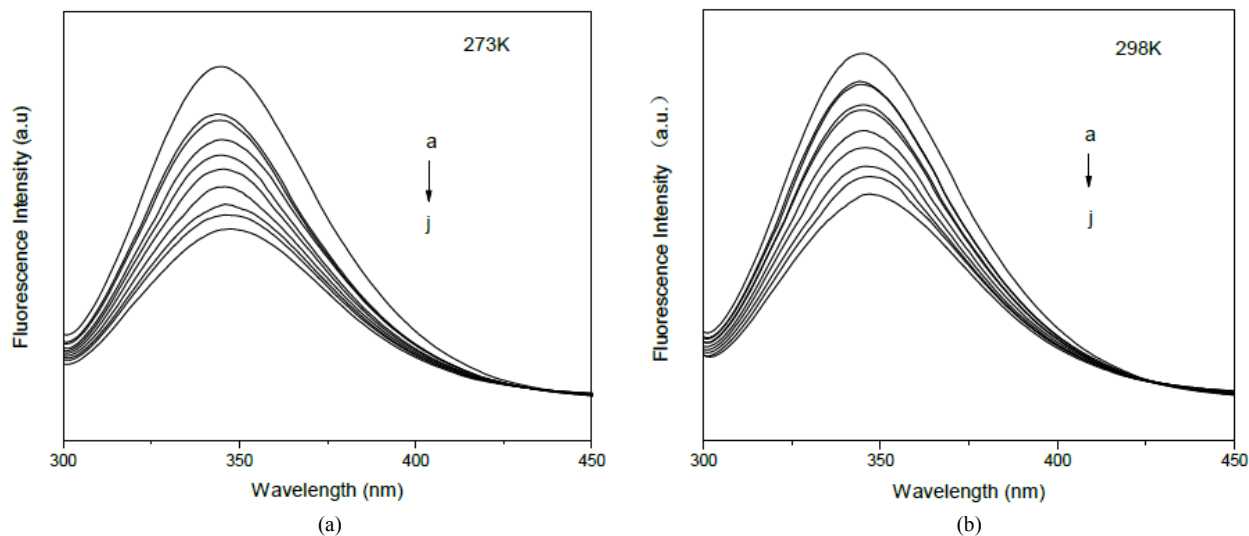 273K
a
j
Fluorescence Intensity (a.u)
300
350
400
450
Wavelength (nm)
(a)
298K
a
j
Fluorescence Intensity （a.u.）
300
350
400
450
Wavelength (nm)
(b)